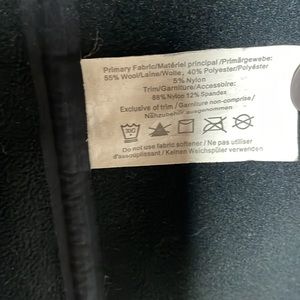 Primary Fabric/Matériel principal /Primärgewebe:
55% Wool/Laine/Wolle, 40% Polyester/Polyéster
5% Nylon
Trim/Garniture/Accessoire:
88% Nylon 12% Spandex
Exclusive of trim / Garniture non-comprise /
Nähzubehör ausgenommen
30C
Do not use fabric softener / Ne pas utiliser
d'assouplissant / Keinen Weichspüler verwenden